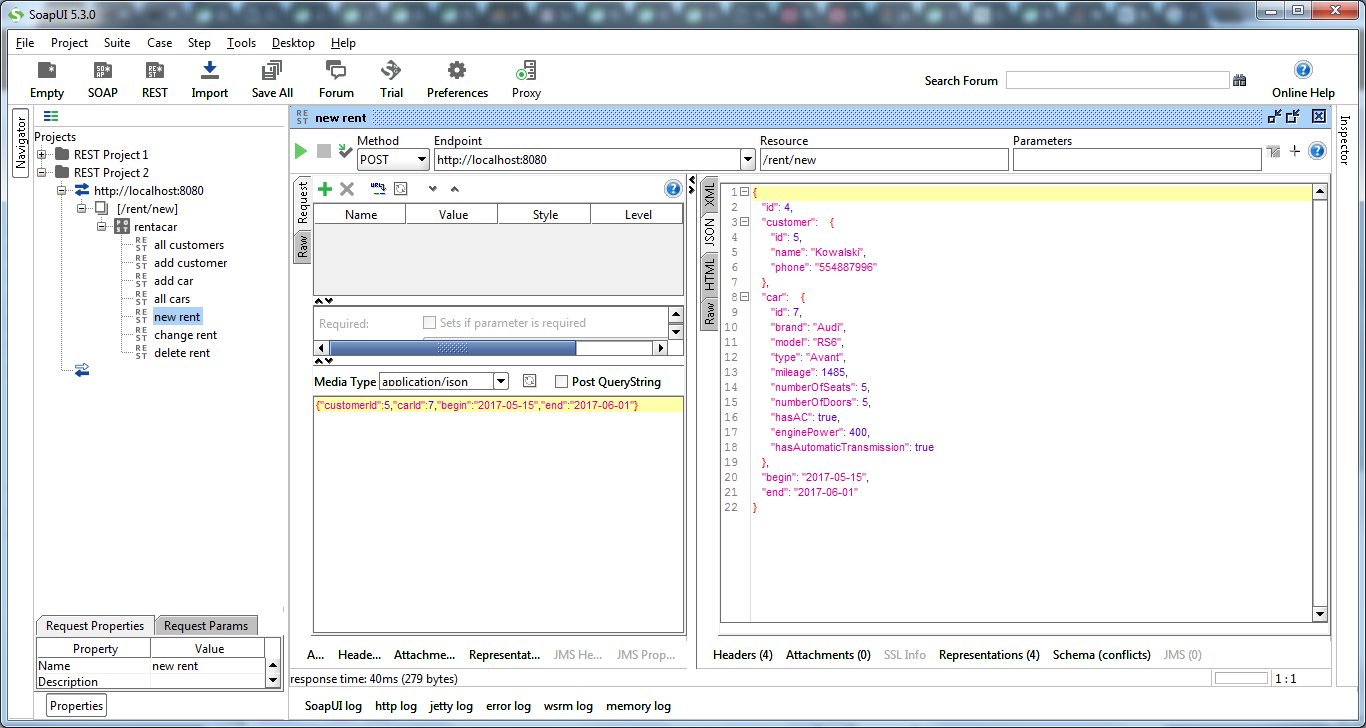 SoapUI 5.3.0
File Project Suite Case Step Tools Desktop Help
Empty SOAP REST Import Save All Forum Trial Preferences Proxy Search Forum Online Help
Navigator
Projects
REST Project 1
REST Project 2
http://localhost:8080
[/rent/new]
rentacar
all customers
add customer
add car
all cars
new rent
change rent
delete rent
Request Properties Request Params
Property Value
Name new rent
Description
Properties
new rent
Method Endpoint Resource Parameters
POST http://localhost:8080 /rent/new
Request
Raw
Name Value Style Level
Required: Sets if parameter is required
Media Type application/json Post QueryString
{"customerId":5,"carId":7,"begin":"2017-05-15","end":"2017-06-01"}
A... Heade... Attachme... Representat... JMS He... JMS Prop...
XML
JSON
HTML
Raw
1 {
2 "id": 4,
3 "customer": {
4 "id": 5,
5 "name": "Kowalski",
6 "phone": "554887996"
7 },
8 "car": {
9 "id": 7,
10 "brand": "Audi",
11 "model": "RS6",
12 "type": "Avant",
13 "mileage": 1485,
14 "numberOfSeats": 5,
15 "numberOfDoors": 5,
16 "hasAC": true,
17 "enginePower": 400,
18 "hasAutomaticTransmission": true
19 },
20 "begin": "2017-05-15",
21 "end": "2017-06-01"
22 }
Headers (4) Attachments (0) SSL Info Representations (4) Schema (conflicts) JMS (0)
response time: 40ms (279 bytes) 1 : 1
SoapUI log http log jetty log error log wsrm log memory log
Inspector